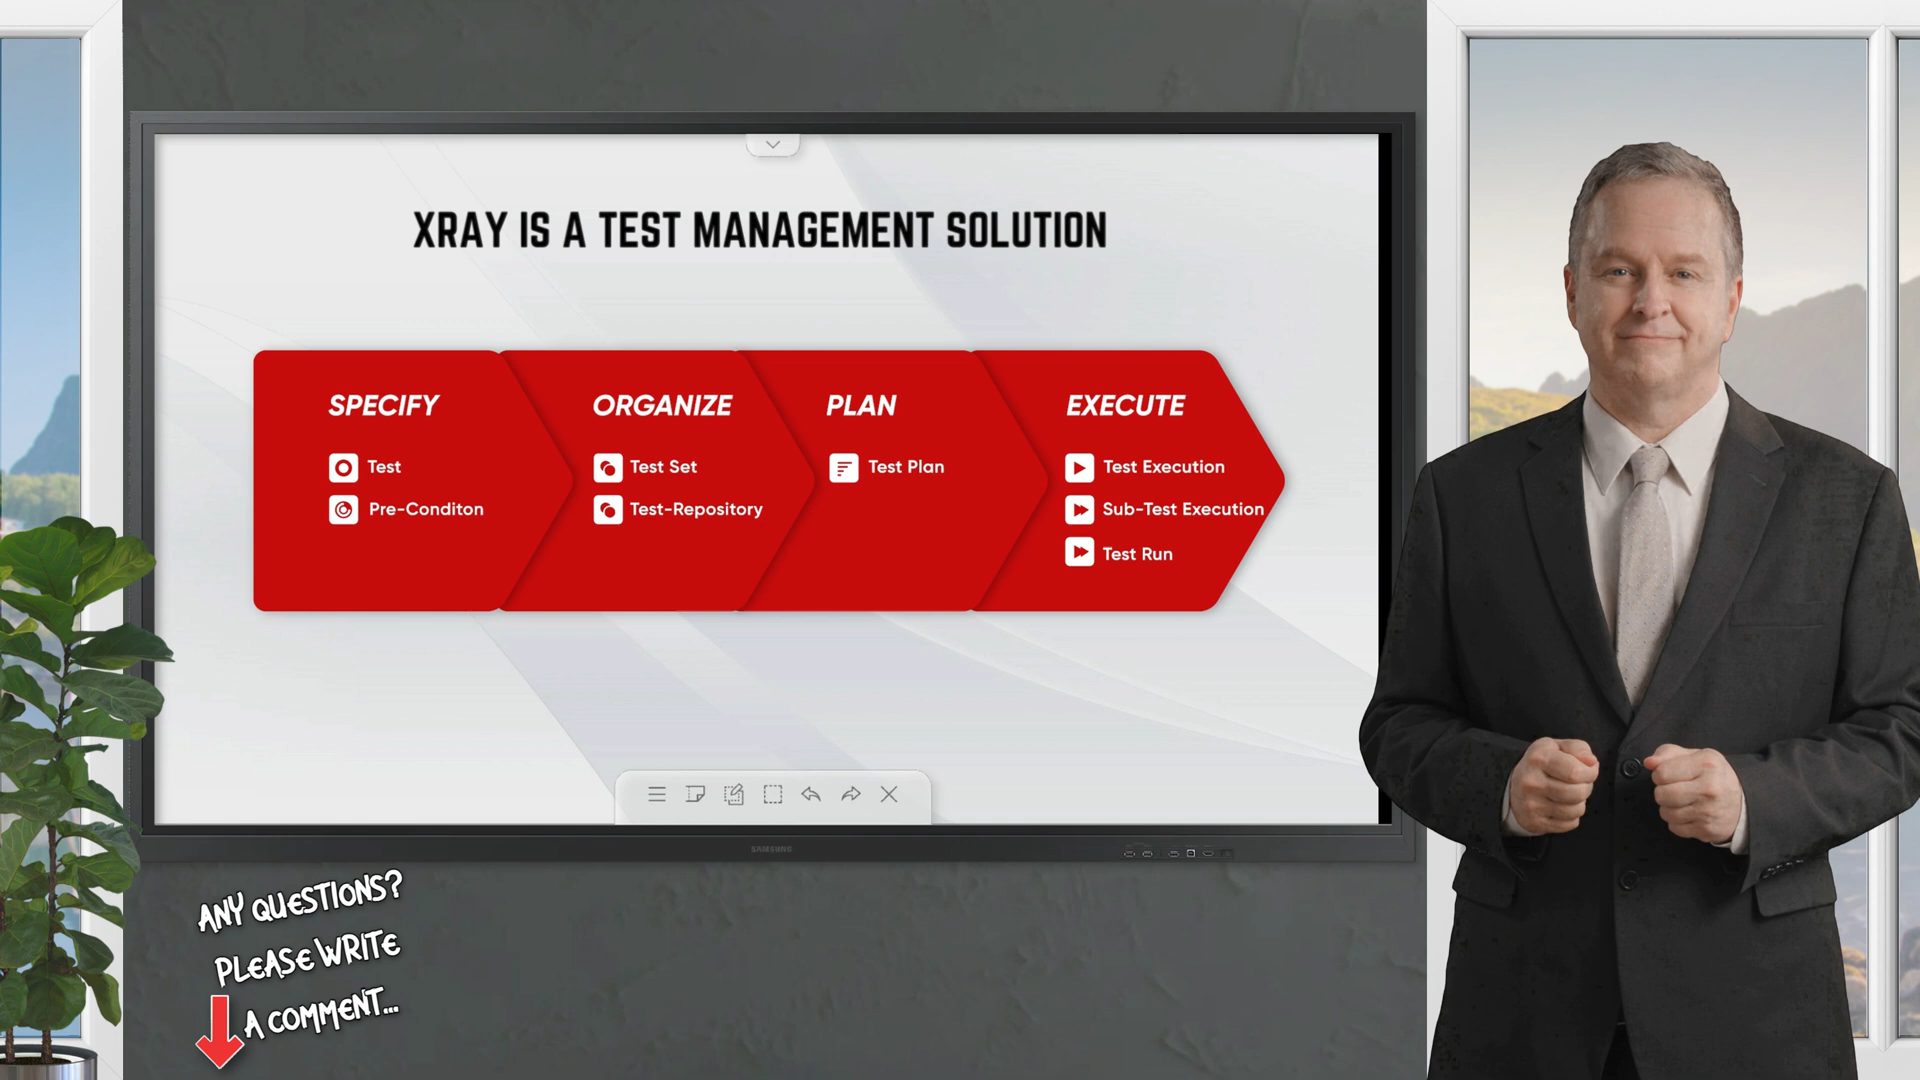 XRAY IS A TEST MANAGEMENT SOLUTION
SPECIFY
Test
Pre-Conditon
ORGANIZE
Test Set
Test-Repository
PLAN
Test Plan
EXECUTE
Test Execution
Sub-Test Execution
Test Run
SAMSUNG
ANY QUESTIONS?
PLEASE WRITE
A COMMENT...